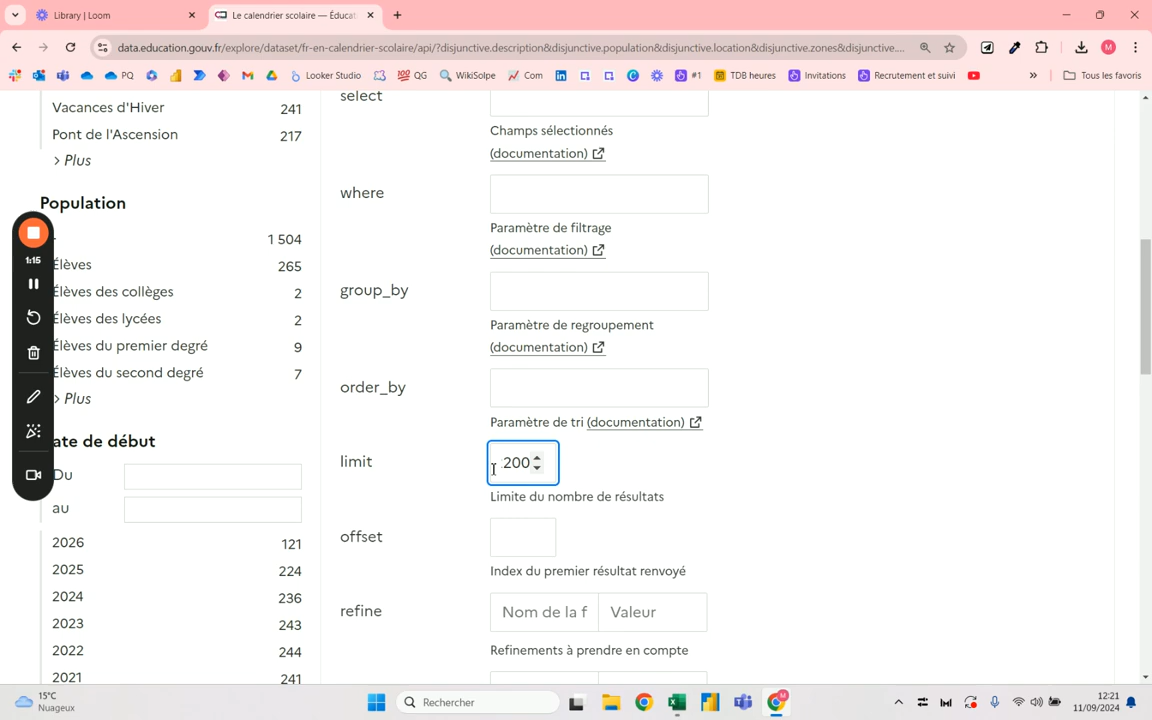 Library | Loom
Le calendrier scolaire — Éduca
data.education.gouv.fr/explore/dataset/fr-en-calendrier-scolaire/api/?disjunctive.description&disjunctive.population&disjunctive.location&disjunctive.zones&disjunctive....
M
PQ
Looker Studio
QG
WikiSolpe
Com
#1
TDB heures
Invitations
Recrutement et suivi
»
Tous les favoris
Vacances d'Hiver 241
Pont de l'Ascension 217
> Plus
Population
- 1 504
Élèves 265
Élèves des collèges 2
Élèves des lycées 2
Élèves du premier degré 9
Élèves du second degré 7
> Plus
ate de début
Du
au
2026 121
2025 224
2024 236
2023 243
2022 244
2021 241
1:15
select
Champs sélectionnés
(documentation)
where
Paramètre de filtrage
(documentation)
group_by
Paramètre de regroupement
(documentation)
order_by
Paramètre de tri (documentation)
limit
200
Limite du nombre de résultats
offset
Index du premier résultat renvoyé
refine
Nom de la f Valeur
Refinements à prendre en compte
15°C
Nuageux
Rechercher
12:21
11/09/2024